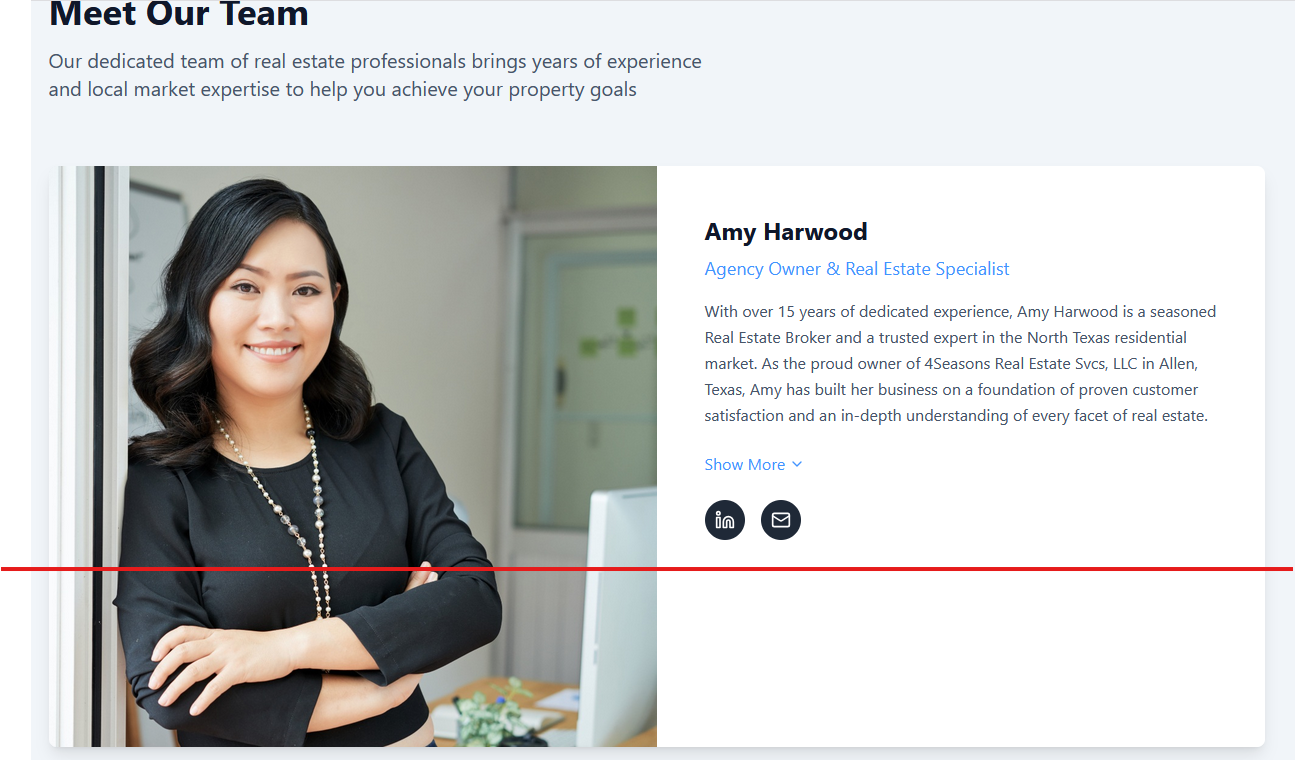 Meet Our Team
Our dedicated team of real estate professionals brings years of experience
and local market expertise to help you achieve your property goals
Amy Harwood
Agency Owner & Real Estate Specialist
With over 15 years of dedicated experience, Amy Harwood is a seasoned
Real Estate Broker and a trusted expert in the North Texas residential
market. As the proud owner of 4Seasons Real Estate Svcs, LLC in Allen,
Texas, Amy has built her business on a foundation of proven customer
satisfaction and an in-depth understanding of every facet of real estate.
Show More
in